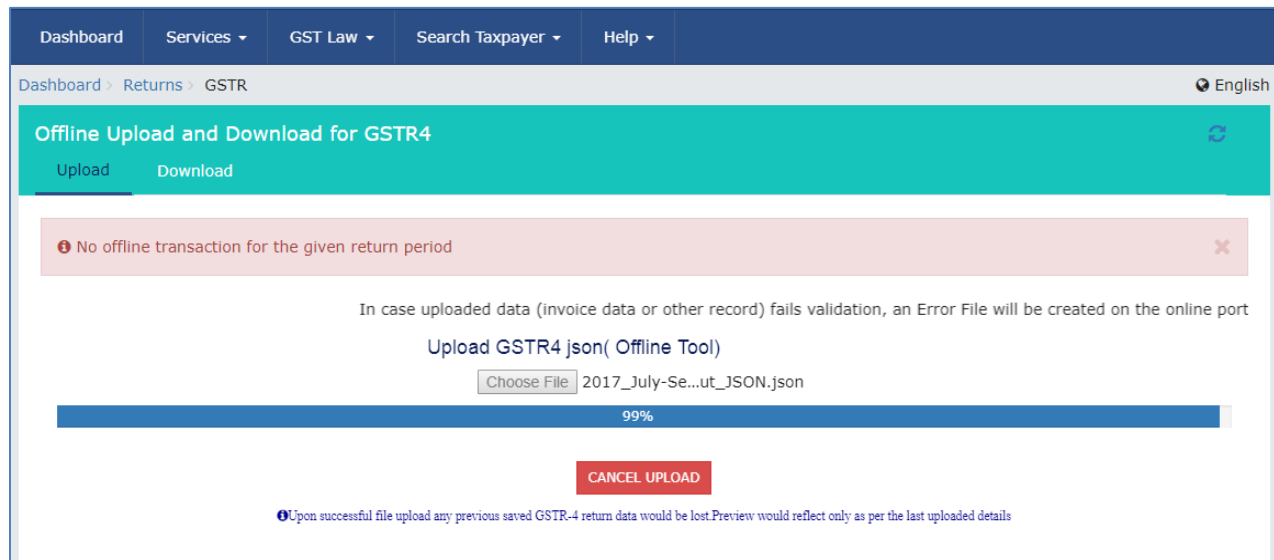 Dashboard Services GST Law Search Taxpayer Help
Dashboard > Returns > GSTR English
Offline Upload and Download for GSTR4
Upload Download
No offline transaction for the given return period
In case uploaded data (invoice data or other record) fails validation, an Error File will be created on the online port
Upload GSTR4 json( Offline Tool)
Choose File 2017_July-Se...ut_JSON.json
99%
CANCEL UPLOAD
Upon successful file upload any previous saved GSTR-4 return data would be lost.Preview would reflect only as per the last uploaded details